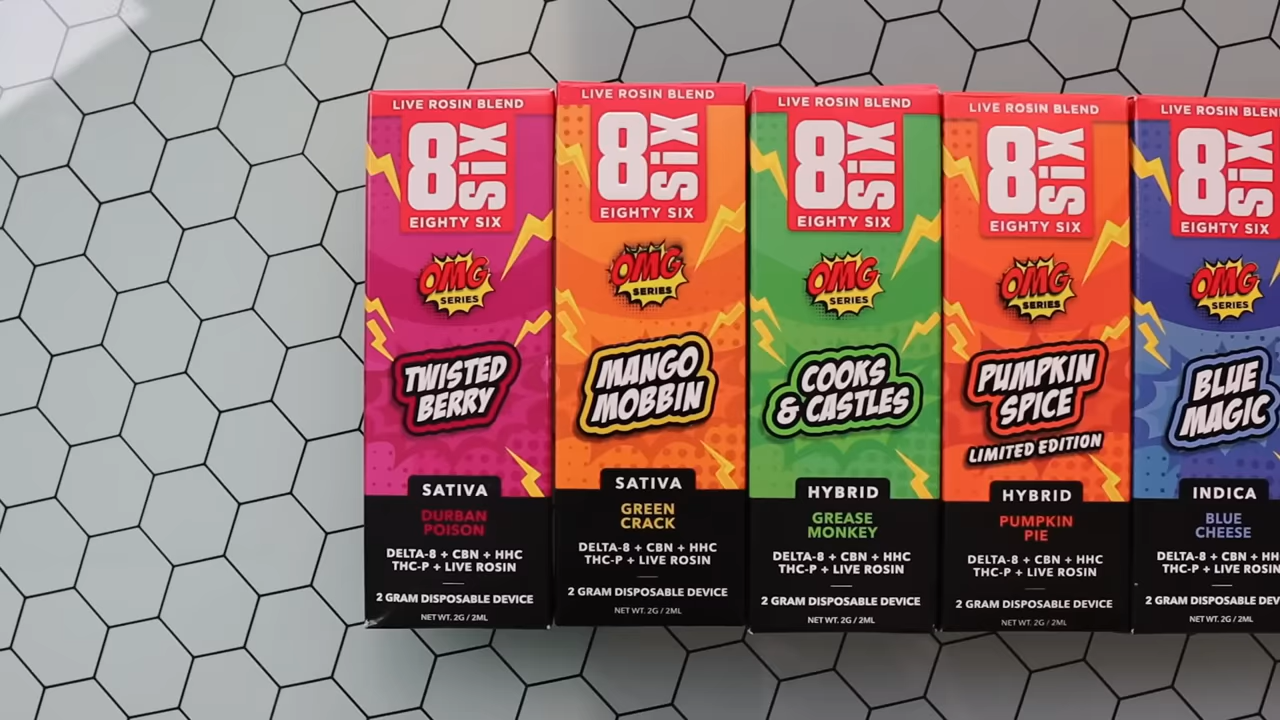 LIVE ROSIN BLEND
8 SIX
EIGHTY SIX
OMG
SERIES
TWISTED
BERRY
SATIVA
DURBAN
POISON
DELTA-8 + CBN + HHC
THC-P + LIVE ROSIN
2 GRAM DISPOSABLE DEVICE
NET WT. 2G / 2ML
LIVE ROSIN BLEND
8 SIX
EIGHTY SIX
OMG
SERIES
MANGO
MOBBIN
SATIVA
GREEN
CRACK
DELTA-8 + CBN + HHC
THC-P + LIVE ROSIN
2 GRAM DISPOSABLE DEVICE
NET WT. 2G / 2ML
LIVE ROSIN BLEND
8 SIX
EIGHTY SIX
OMG
SERIES
COOKS
& CASTLES
HYBRID
GREASE
MONKEY
DELTA-8 + CBN + HHC
THC-P + LIVE ROSIN
2 GRAM DISPOSABLE DEVICE
NET WT. 2G / 2ML
LIVE ROSIN BLEND
8 SIX
EIGHTY SIX
OMG
SERIES
PUMPKIN
SPICE
LIMITED EDITION
HYBRID
PUMPKIN
PIE
DELTA-8 + CBN + HHC
THC-P + LIVE ROSIN
2 GRAM DISPOSABLE DEVICE
NET WT. 2G / 2ML
LIVE ROSIN BLEN
8 SIX
EIGHTY SIX
OMG
SERIES
BLUE
MAGIC
INDICA
BLUE
CHEESE
DELTA-8 + CBN + HH
THC-P + LIVE ROSIN
2 GRAM DISPOSABLE DEV
NET WT. 2G / 2ML